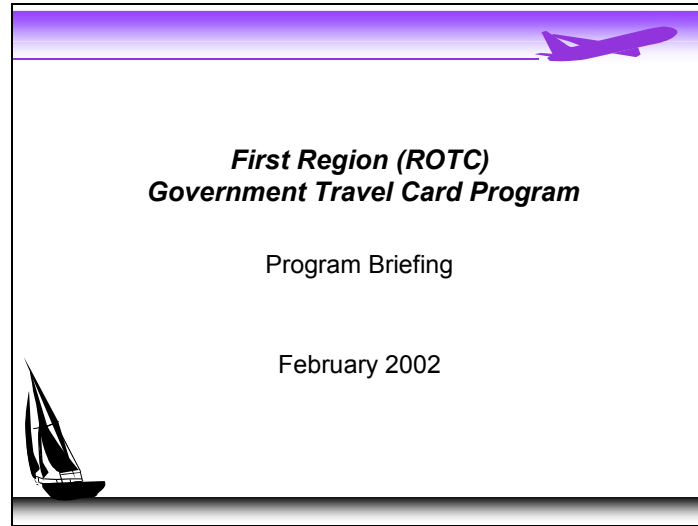 First Region (ROTC)
Government Travel Card Program
Program Briefing
February 2002